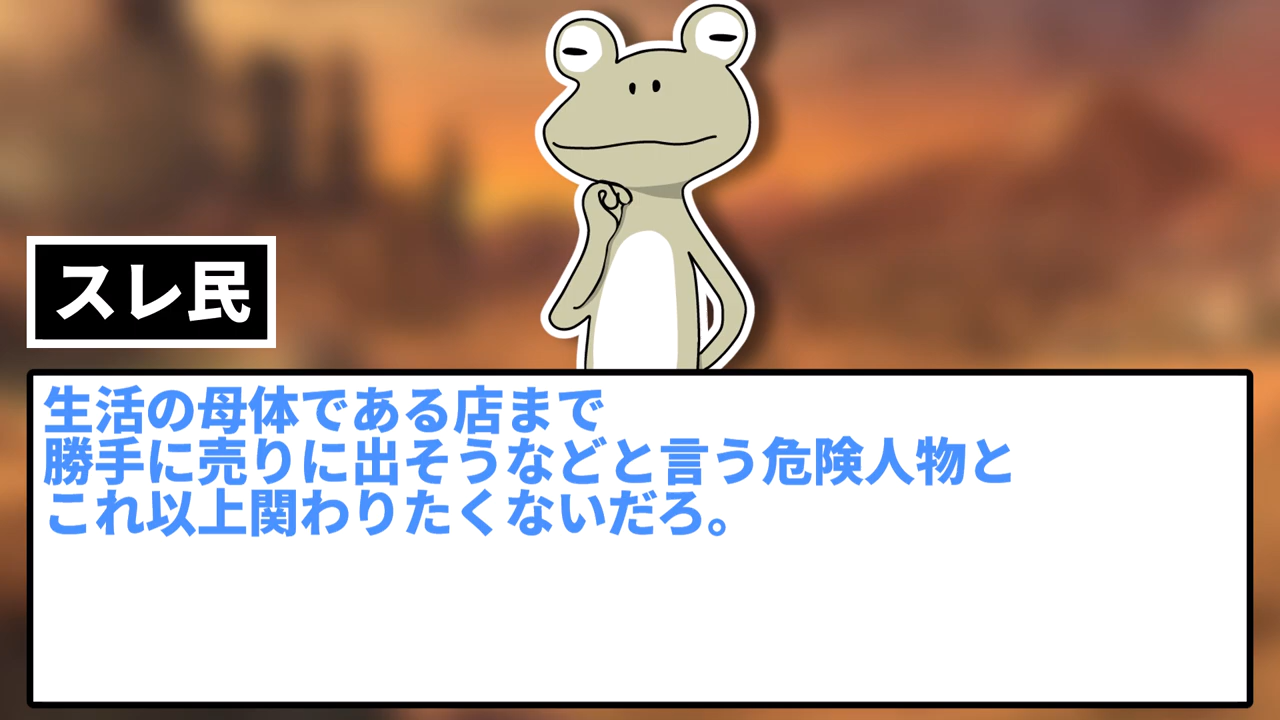 スレ民
生活の母体である店まで
勝手に売りに出そうなどと言う危険人物と
これ以上関わりたくないだろ。